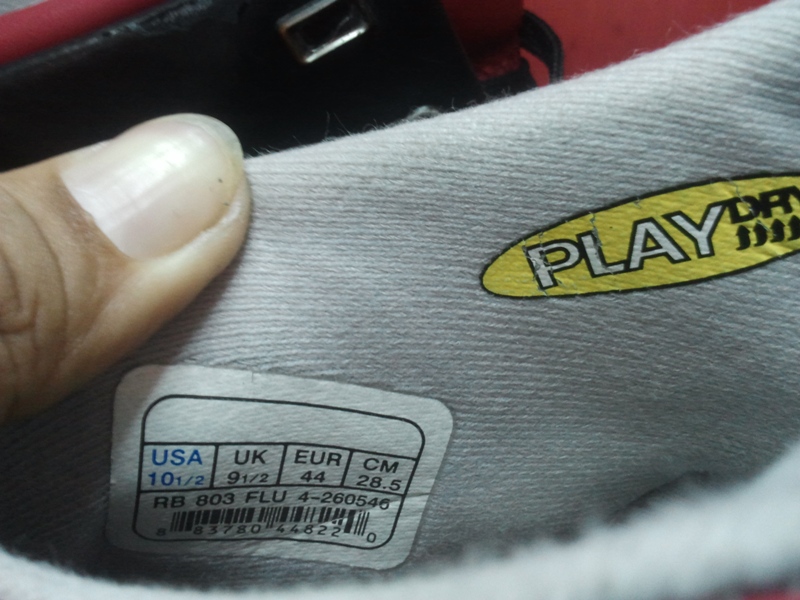 PLAYDRY
USA UK EUR CM
10 1/2 9 1/2 44 28.5
RB 803 FLU 4-260546
8 83780 44822 0